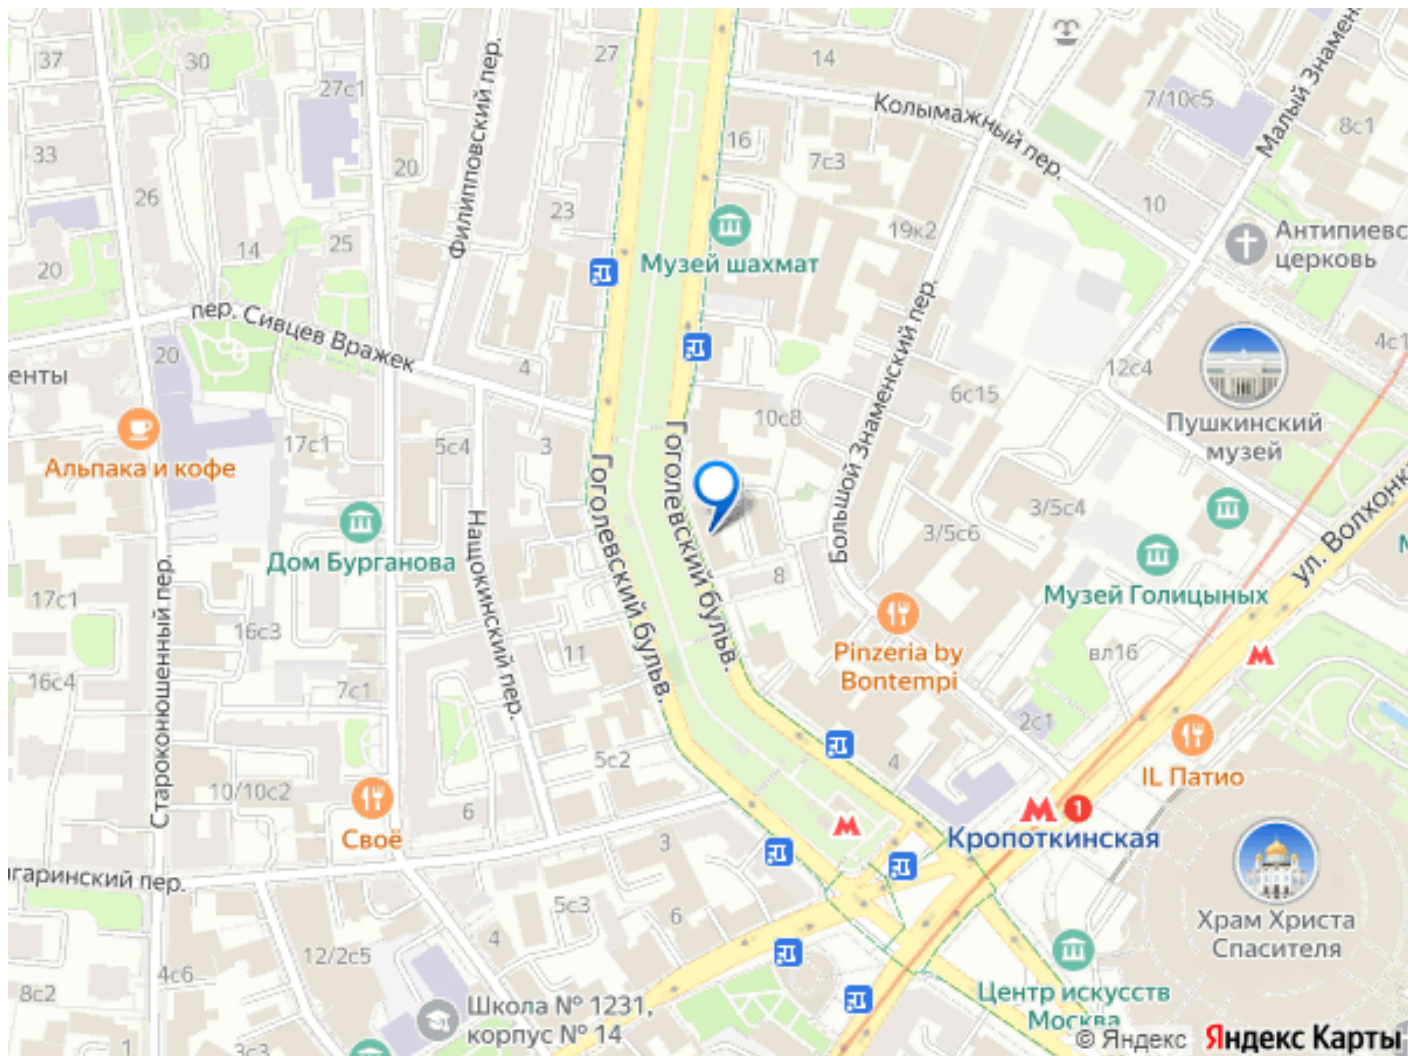 37
30
27с1
Филипповский пер.
27
14
Колымажный пер.
7/10с5
Малый Знамен
8с1
33
26
20
16
7с3
10
23
19к2
Антипиевс
церковь
14
25
20
Музей шахмат
пер. Сивцев Вражек
20
4
4с1
12с4
енты
6с15
10с8
Пушкинский
музей
17с1
5с4
3
Альпака и кофе
Гоголевский бульв.
Гоголевский бульв.
Большой Знаменский пер.
ул. Волхонк
3/5с4
3/5с6
Нащокинский пер.
Дом Бурганова
8
Музей Голицыных
17с1
Староконюшенный пер.
16с3
11
Pinzeria by
Bontempi
вл16
16с4
7с1
2с1
5с2
4
IL Патио
10/10с2
6
Своё
3
1
Кропоткинская
гаринский пер.
5с3
6
Храм Христа
Спасителя
4
12/2с5
4с6
8с2
Школа № 1231,
корпус № 14
Центр искусств
Москва
1
3с3
© Яндекс Яндекс Карты